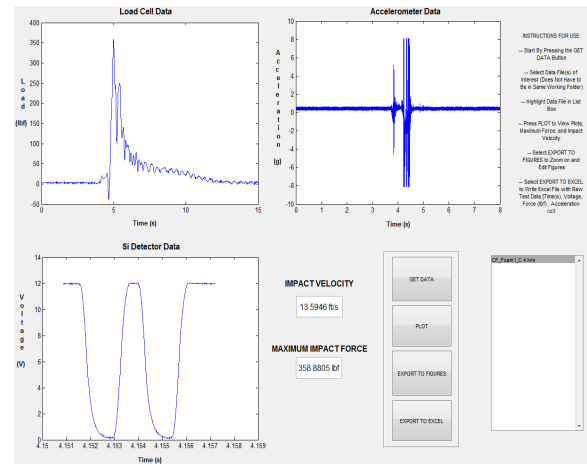 Load Cell Data
400
350
300
250
200
150
100
50
0
-50
Load
(lbf)
0
5
10
15
Time (s)
Accelerometer Data
10
8
6
4
2
0
-2
-4
-6
-8
-10
Acceleration
(g)
0
1
2
3
4
5
6
7
8
Time (s)
INSTRUCTIONS FOR USE:
-- Start By Pressing the GET
DATA Button
-- Select Data File(s) of
Interest (Does Not Have to
Be in Same Working Folder)
-- Highlight Data File in List
Box
-- Press PLOT to View Plots,
Maximum Force, and Impact
Velocity
-- Select EXPORT TO
FIGURES to Zoom on and
Edit Figures
-- Select EXPORT TO EXCEL
to Write Excel File with Raw
Test Data [Time(s), Voltage,
Force (lbf) , Acceleration
Si Detector Data
14
12
10
8
6
4
2
0
Voltage
(V)
4.15
4.151
4.152
4.153
4.154
4.155
4.156
4.157
4.158
4.159
Time (s)
IMPACT VELOCITY
13.5946 ft/s
MAXIMUM IMPACT FORCE
358.8805 lbf
GET DATA
PLOT
EXPORT TO FIGURES
EXPORT TO EXCEL
CF_Foam I_C 4.lvm